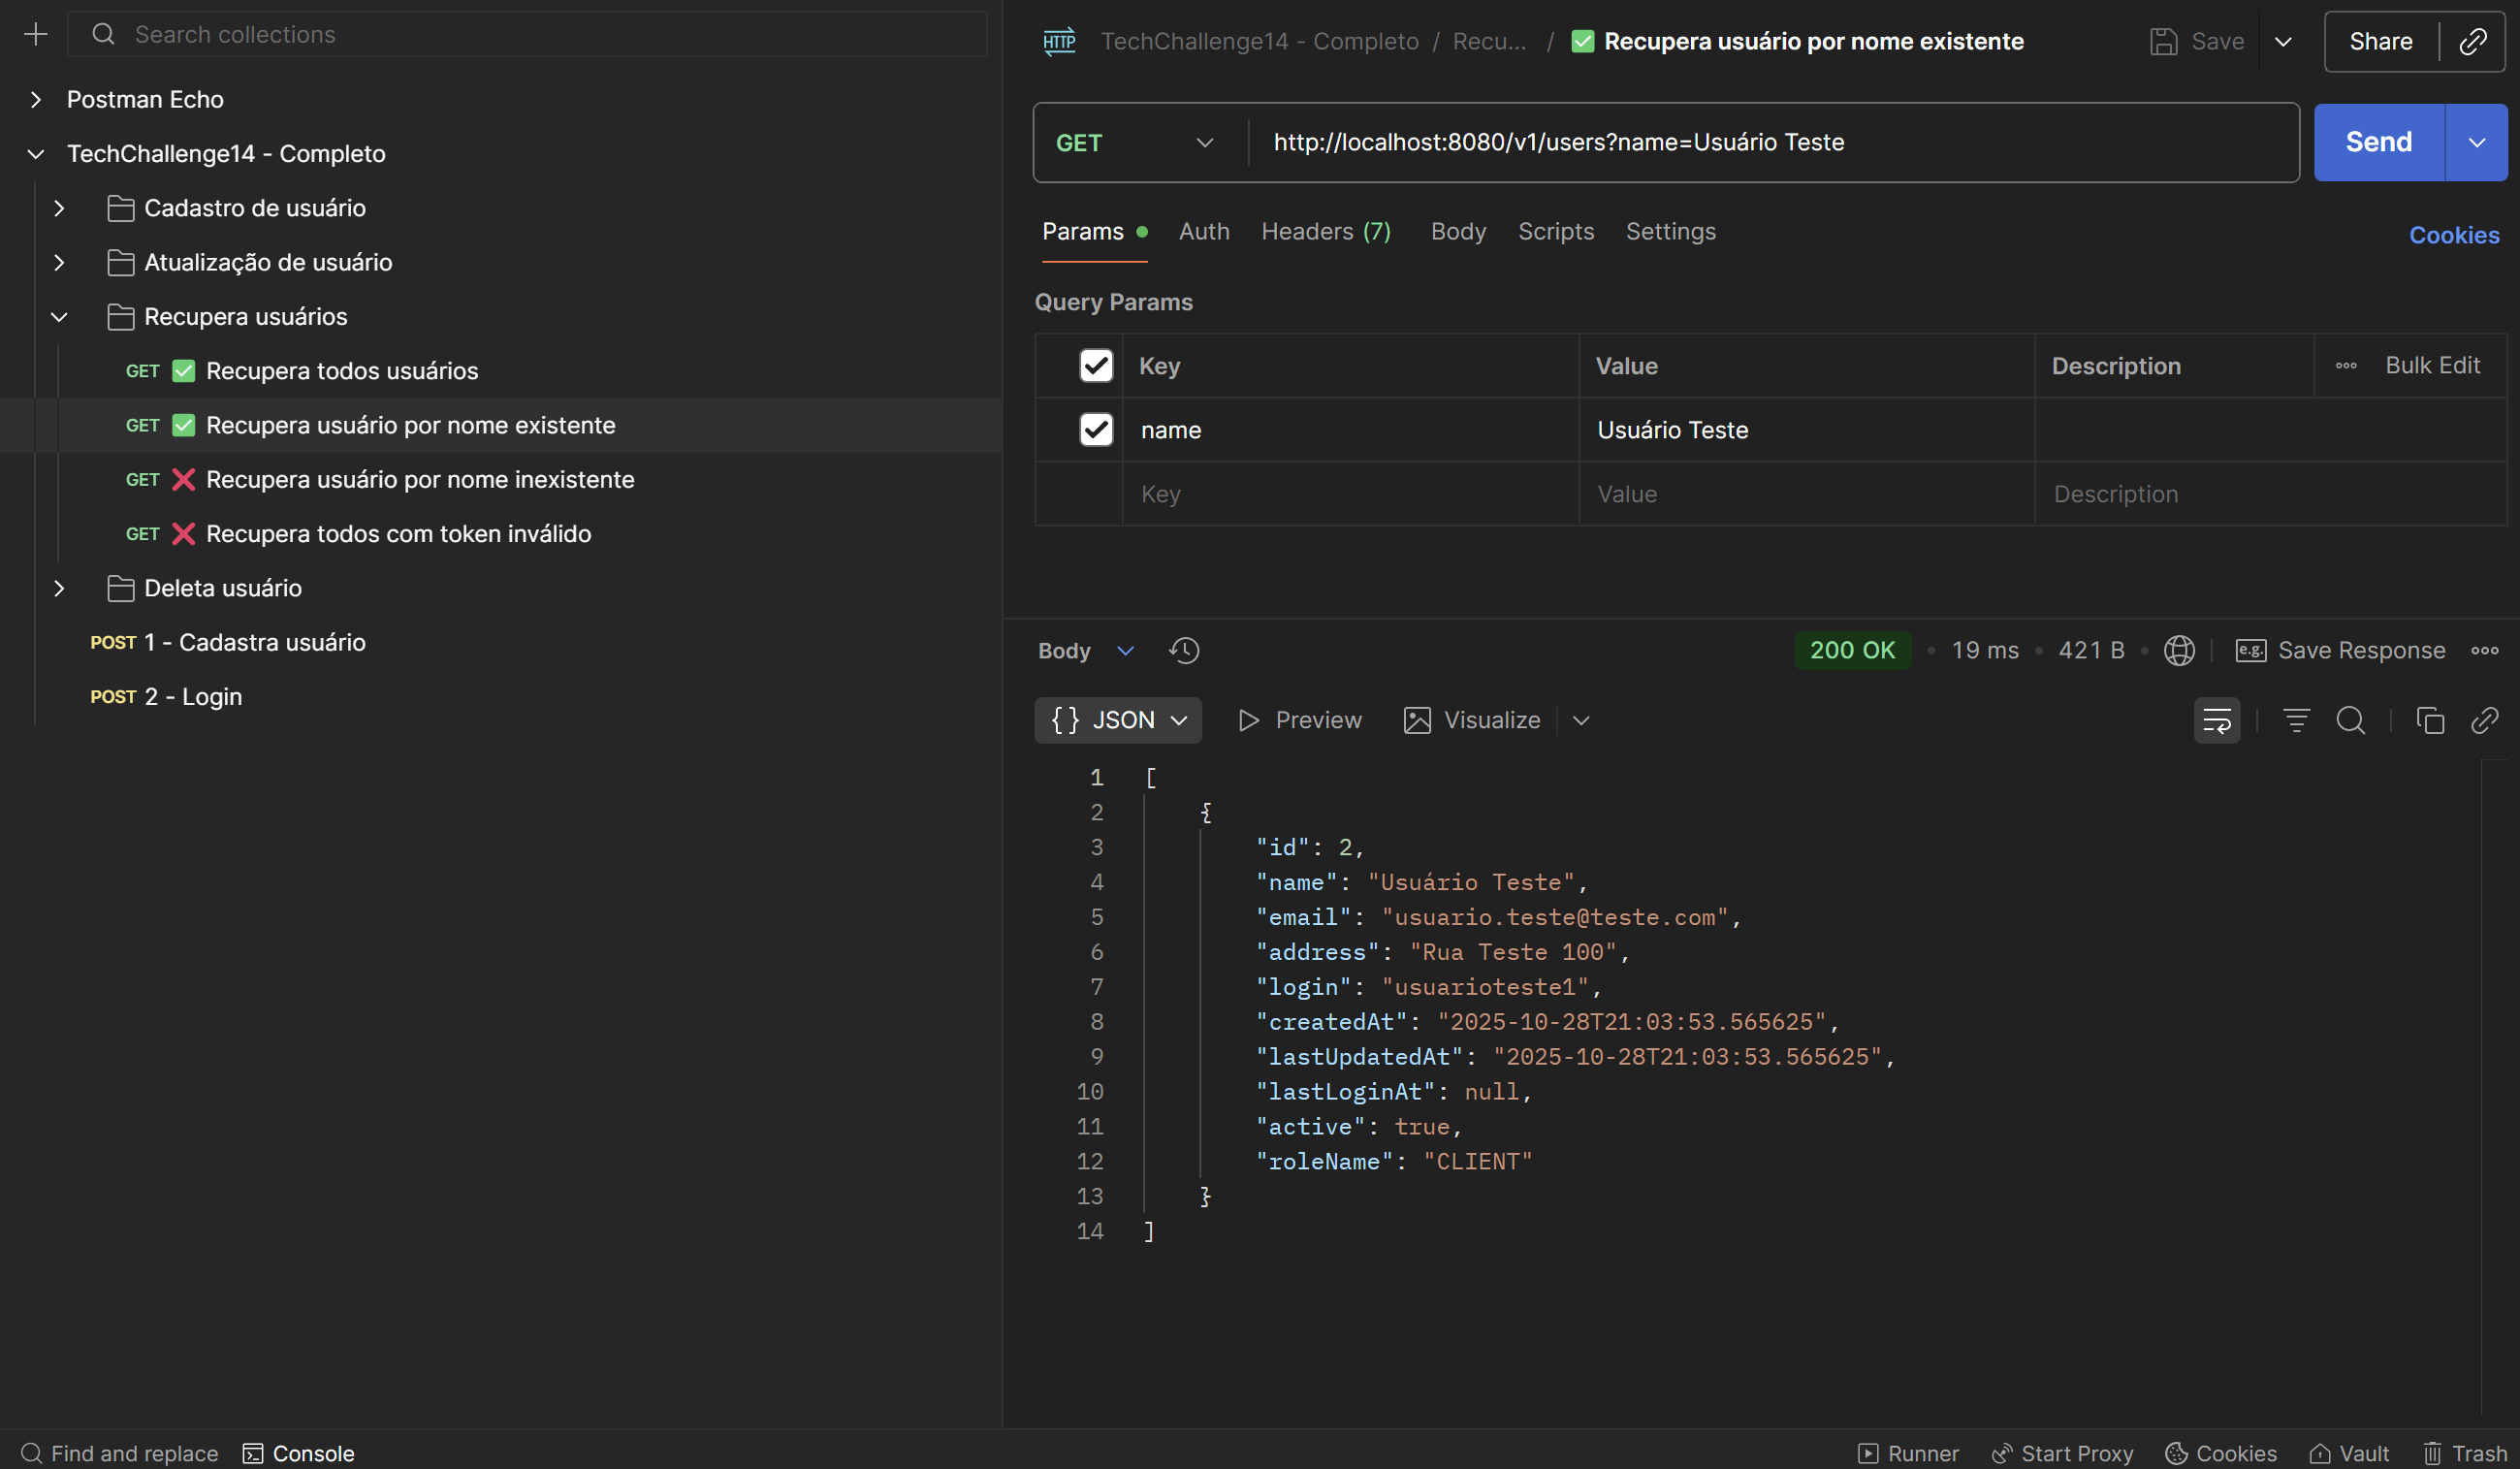 Search collections
Postman Echo
TechChallenge14 - Completo
Cadastro de usuário
Atualização de usuário
Recupera usuários
GET ✅ Recupera todos usuários
GET ✅ Recupera usuário por nome existente
GET ❌ Recupera usuário por nome inexistente
GET ❌ Recupera todos com token inválido
Deleta usuário
POST 1 - Cadastra usuário
POST 2 - Login
HTTP TechChallenge14 - Completo / Recu... / ✅ Recupera usuário por nome existente Save Share
GET http://localhost:8080/v1/users?name=Usuário Teste Send
Params Auth Headers (7) Body Scripts Settings Cookies
Query Params
Key Value Description Bulk Edit
name Usuário Teste
Key Value Description
Body 200 OK • 19 ms • 421 B • e.g. Save Response
{} JSON Preview Visualize
1 [
2 {
3 "id": 2,
4 "name": "Usuário Teste",
5 "email": "usuario.teste@teste.com",
6 "address": "Rua Teste 100",
7 "login": "usuarioteste1",
8 "createdAt": "2025-10-28T21:03:53.565625",
9 "lastUpdatedAt": "2025-10-28T21:03:53.565625",
10 "lastLoginAt": null,
11 "active": true,
12 "roleName": "CLIENT"
13 }
14 ]
Find and replace Console Runner Start Proxy Cookies Vault Trash